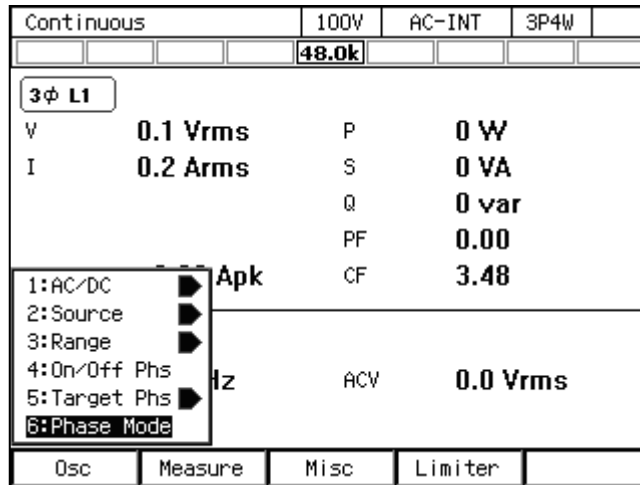 Continuous 100V AC-INT 3P4W
48.0k
3Φ L1
V 0.1 Vrms P 0 W
I 0.2 Arms S 0 VA
Q 0 var
PF 0.00
Apk CF 3.48
1:AC/DC
2:Source
3:Range
4:On/Off Phs
Hz ACV 0.0 Vrms
5:Target Phs
6:Phase Mode
Osc Measure Misc Limiter